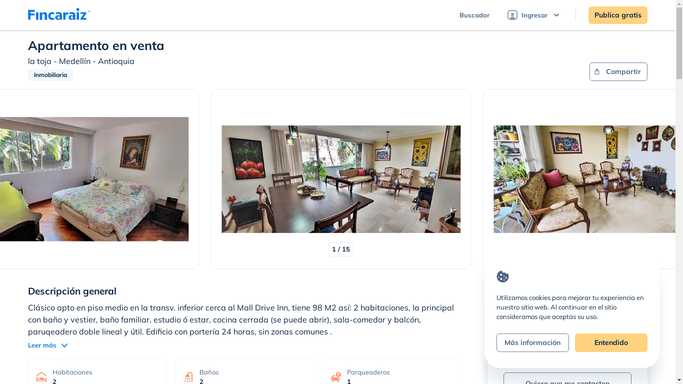 Fincaraiz
Buscador
Ingresar
Publica gratis
Apartamento en venta
la toja - Medellín - Antioquia
Inmobiliaria
Compartir
1 / 15
Descripción general
Clásico apto en piso medio en la transv. inferior cerca al Mall Drive Inn, tiene 98 M2 así: 2 habitaciones, la principal
con baño y vestier, baño familiar, estudio ó estar, cocina cerrada (se puede abrir), sala-comedor y balcón,
paruqeadero doble lineal y útil. Edificio con portería 24 horas, sin zonas comunes .
Leer más
Habitaciones
2
Baños
2
Parqueaderos
1
Utilizamos cookies para mejorar tu experiencia en
nuestro sitio web. Al continuar en el sitio
consideramos que aceptas su uso.
Más información
Entendido
Quiero que me contacten